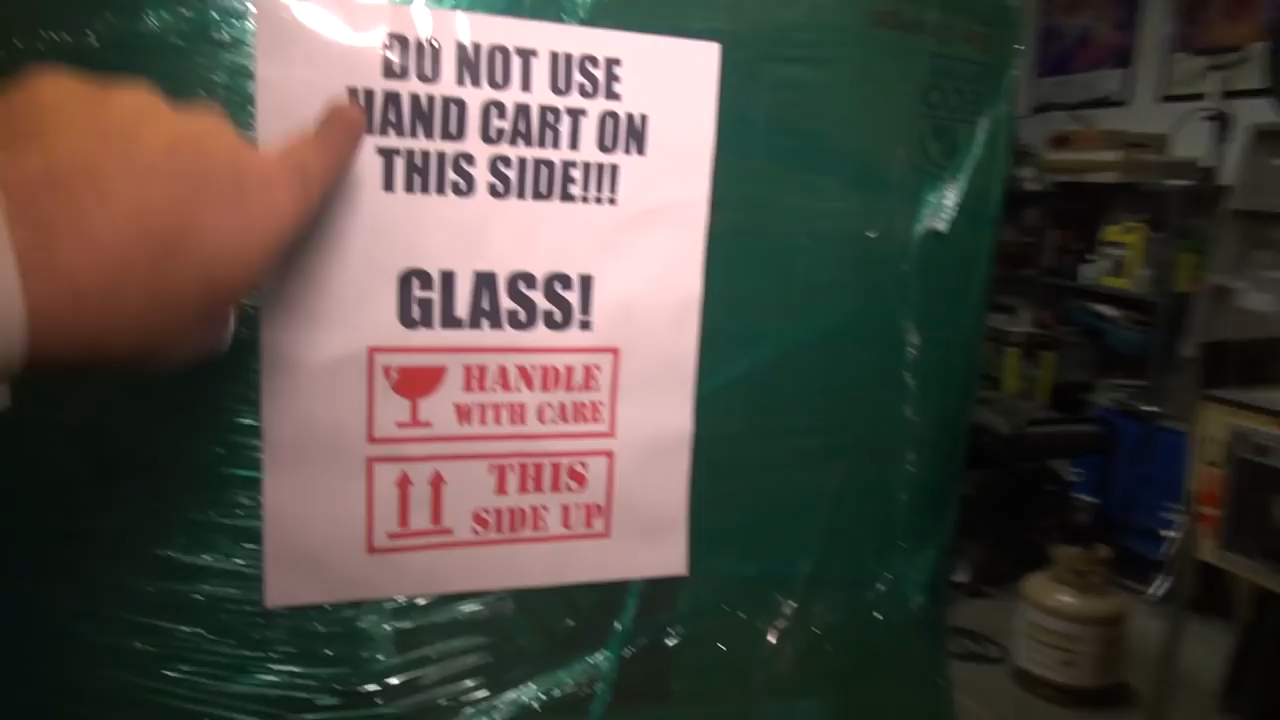 DO NOT USE
HAND CART ON
THIS SIDE!!!
GLASS!
HANDLE
WITH CARE
THIS
SIDE UP